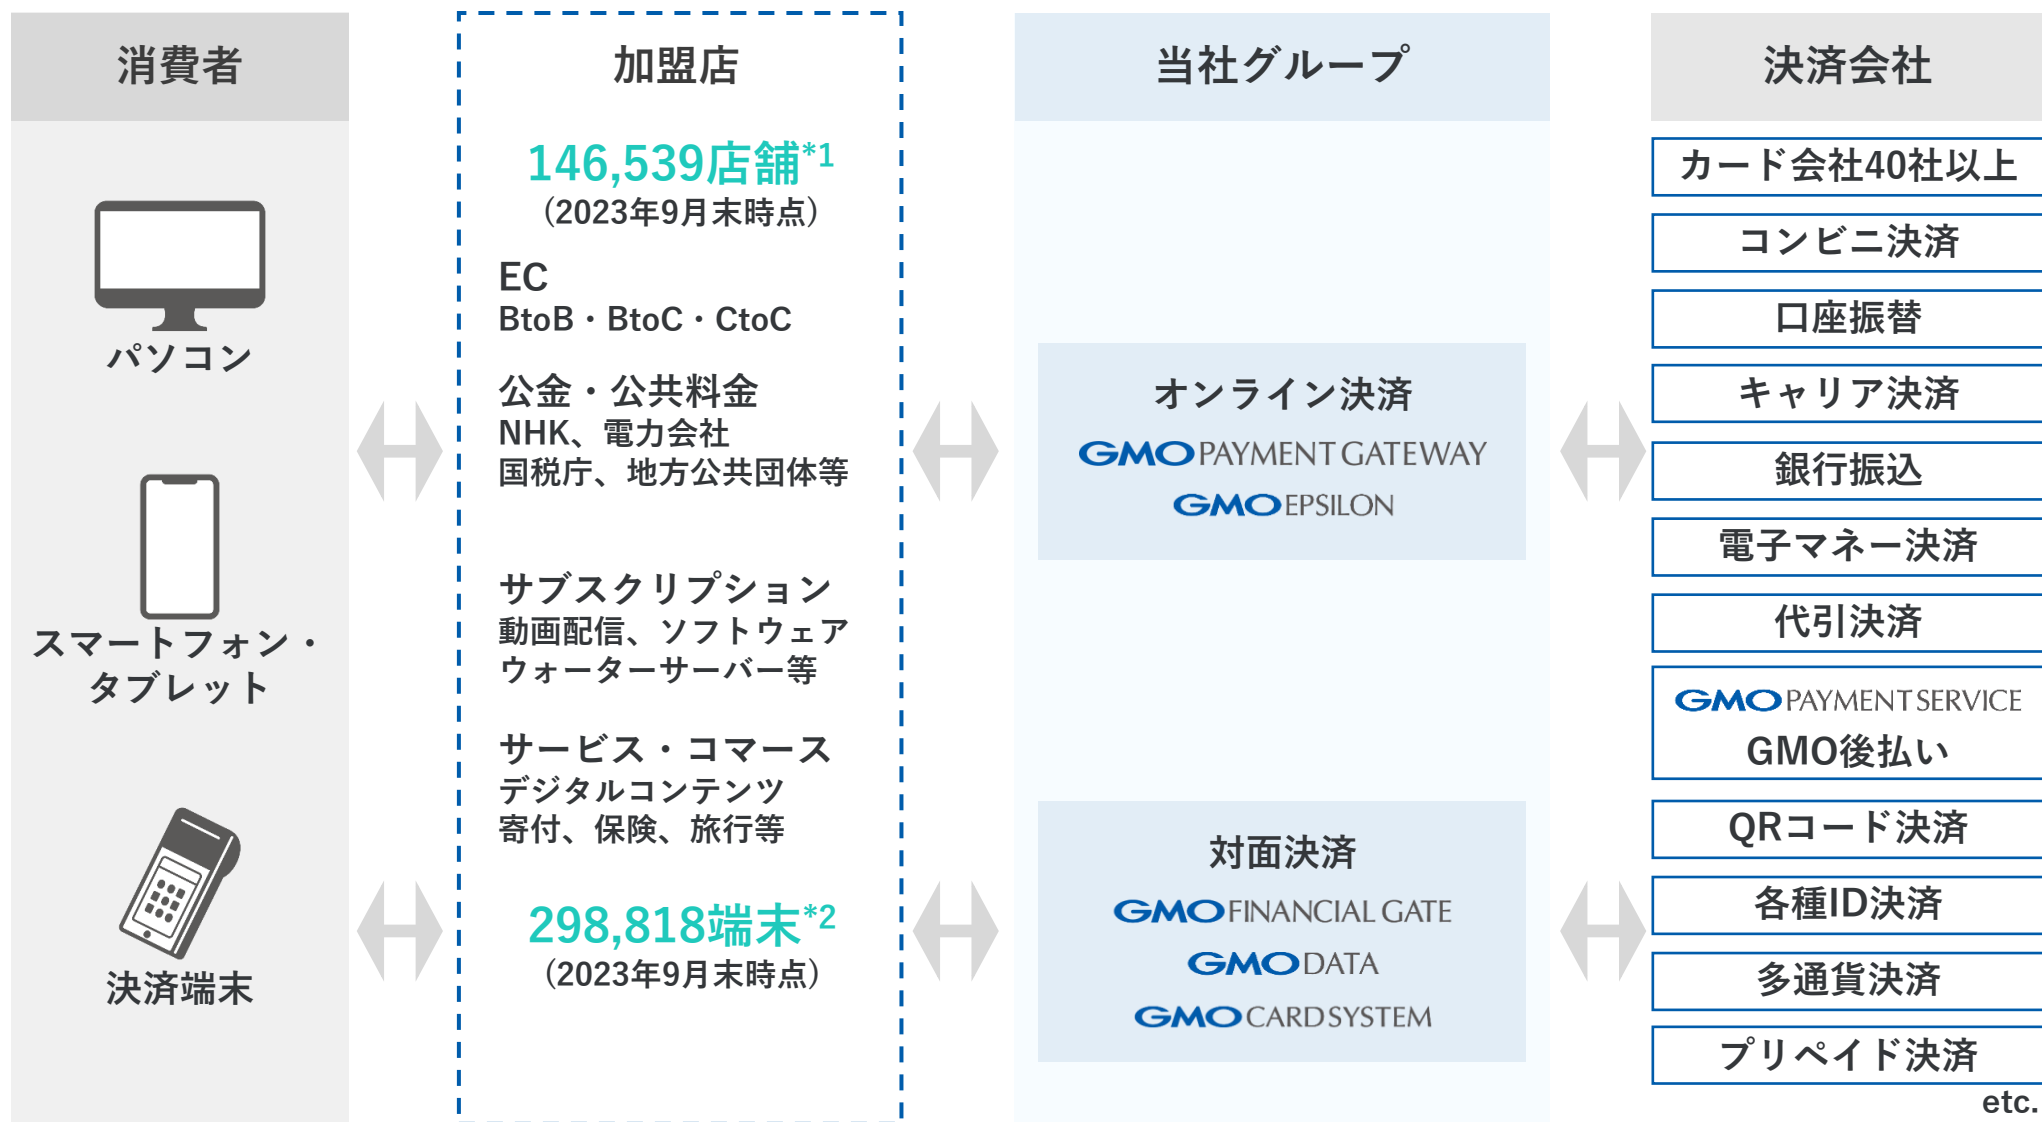 消費者
パソコン
スマートフォン・
タブレット
決済端末
加盟店
146,539店舗*1
（2023年9月末時点）
EC
BtoB・BtoC・CtoC
公金・公共料金
NHK、電力会社
国税庁、地方公共団体等
サブスクリプション
動画配信、ソフトウェア
ウォーターサーバー等
サービス・コマース
デジタルコンテンツ
寄付、保険、旅行等
298,818端末*2
（2023年9月末時点）
当社グループ
オンライン決済
GMO PAYMENT GATEWAY
GMO EPSILON
対面決済
GMO FINANCIAL GATE
GMO DATA
GMO CARD SYSTEM
決済会社
カード会社40社以上
コンビニ決済
口座振替
キャリア決済
銀行振込
電子マネー決済
代引決済
GMO PAYMENT SERVICE
GMO後払い
QRコード決済
各種ID決済
多通貨決済
プリペイド決済
etc.